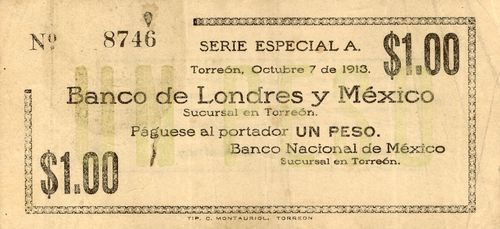 Nº 8746
SERIE ESPECIAL A.
$1.00
Torreón, Octubre 7 de 1913.
Banco de Londres y México
Sucursal en Torreón.
Páguese al portador UN PESO.
Banco Nacional de México
Sucursal en Torreón.
$1.00
TIP. C. MONTAURIOL, TORREON